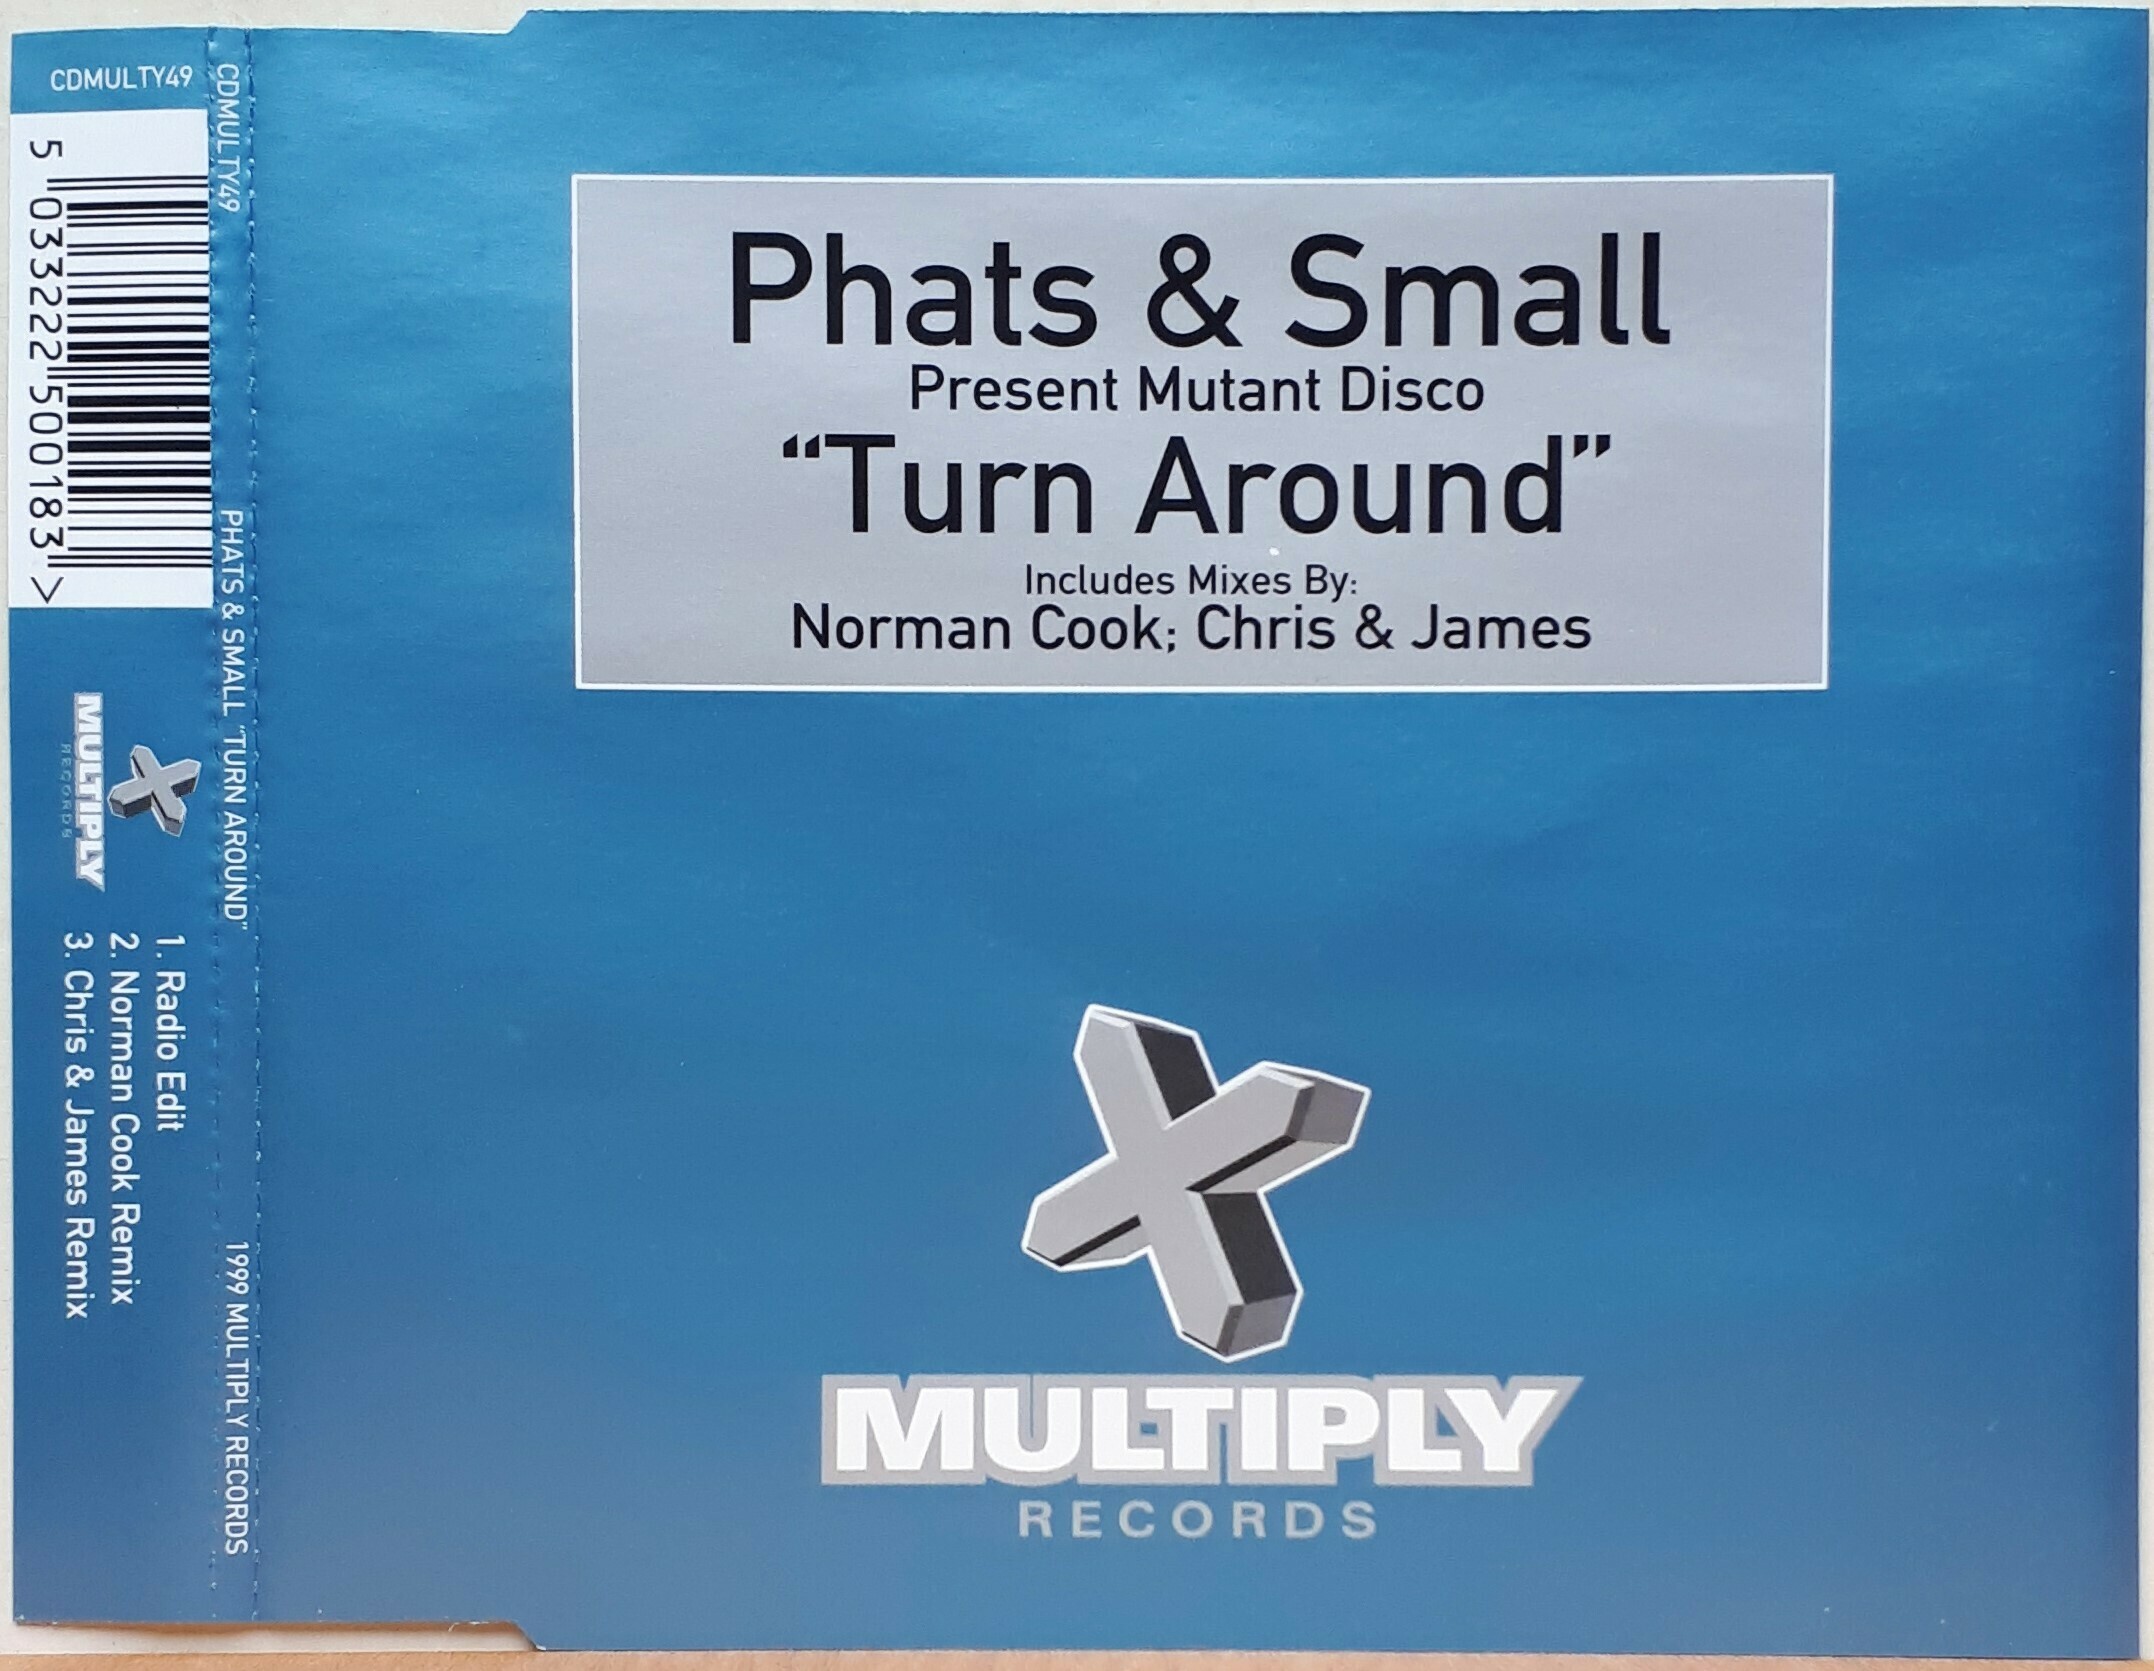 CDMULTY49
5 033222 500183 >
MULTIPLY
RECORDS
1. Radio Edit
2. Norman Cook Remix
3. Chris & James Remix
CDMULTY49 PHATS & SMALL "TURN AROUND" 1999 MULTIPLY RECORDS
Phats & Small
Present Mutant Disco
“Turn Around”
Includes Mixes By:
Norman Cook; Chris & James
MULTIPLY
RECORDS